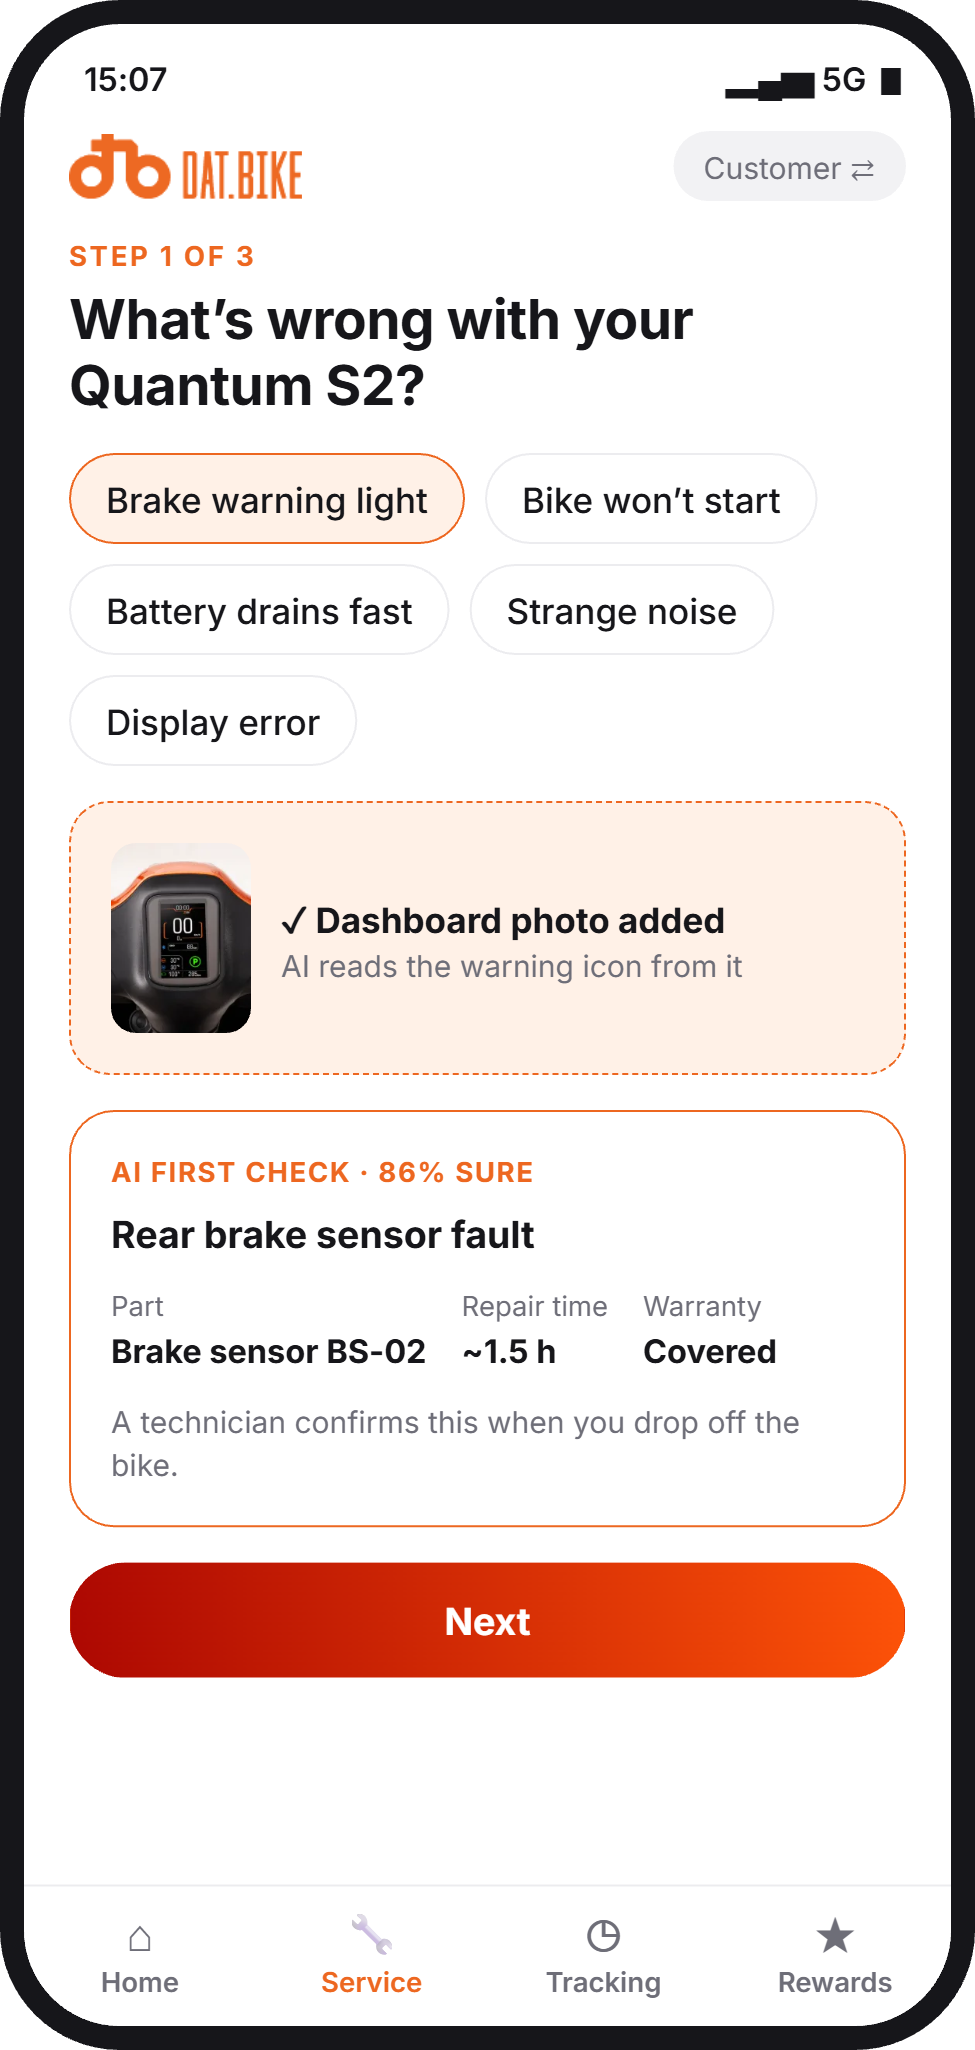 15:07 5G
DAT.BIKE Customer ⇄
STEP 1 OF 3
What’s wrong with your
Quantum S2?
Brake warning light Bike won’t start
Battery drains fast Strange noise
Display error
00
P
✓ Dashboard photo added
AI reads the warning icon from it
AI FIRST CHECK · 86% SURE
Rear brake sensor fault
Part Repair time Warranty
Brake sensor BS-02 ~1.5 h Covered
A technician confirms this when you drop off the
bike.
Next
Home Service Tracking Rewards